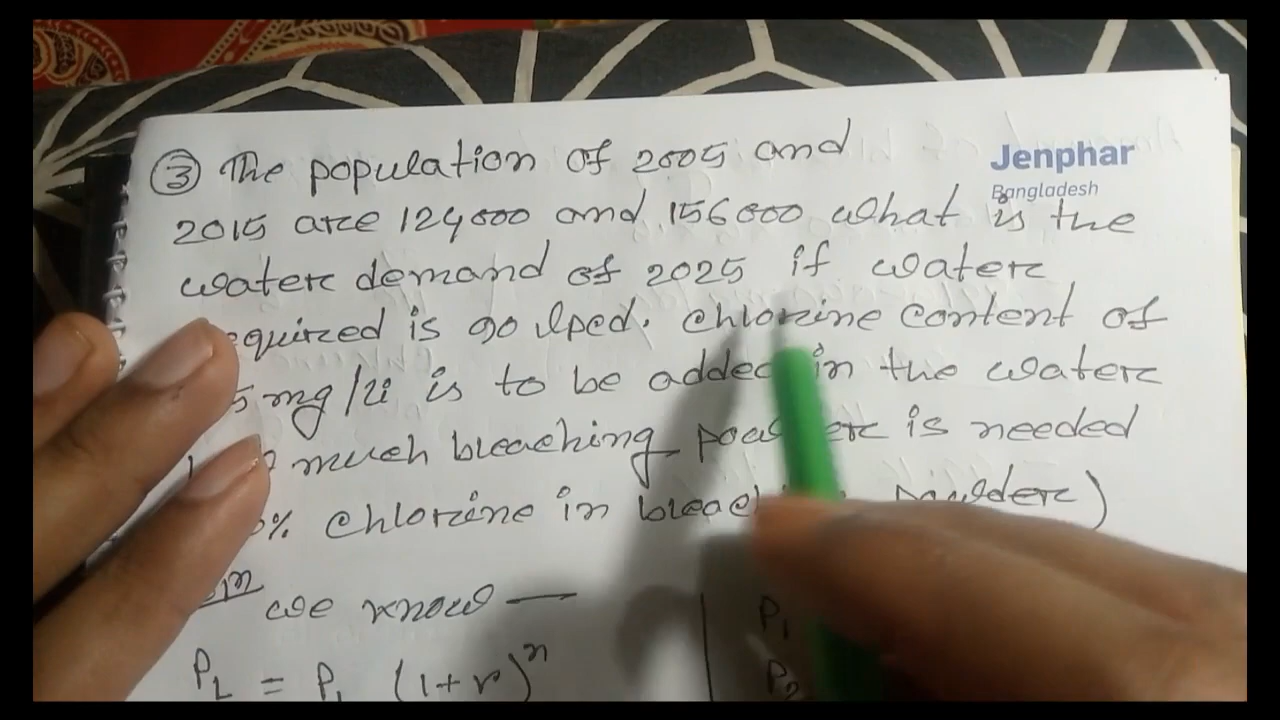 ③ The population of 2005 and
Jenphar
Bangladesh
2015 are 124000 and 156000 what is the
water demand of 2025 if water
equired is 90 lped. Chlorine content of
5 mg/li is to be added in the water
much bleaching is needed
% Chlorine in
we know —
P₂ = P₁ (1+r)ⁿ
P₁
P₂